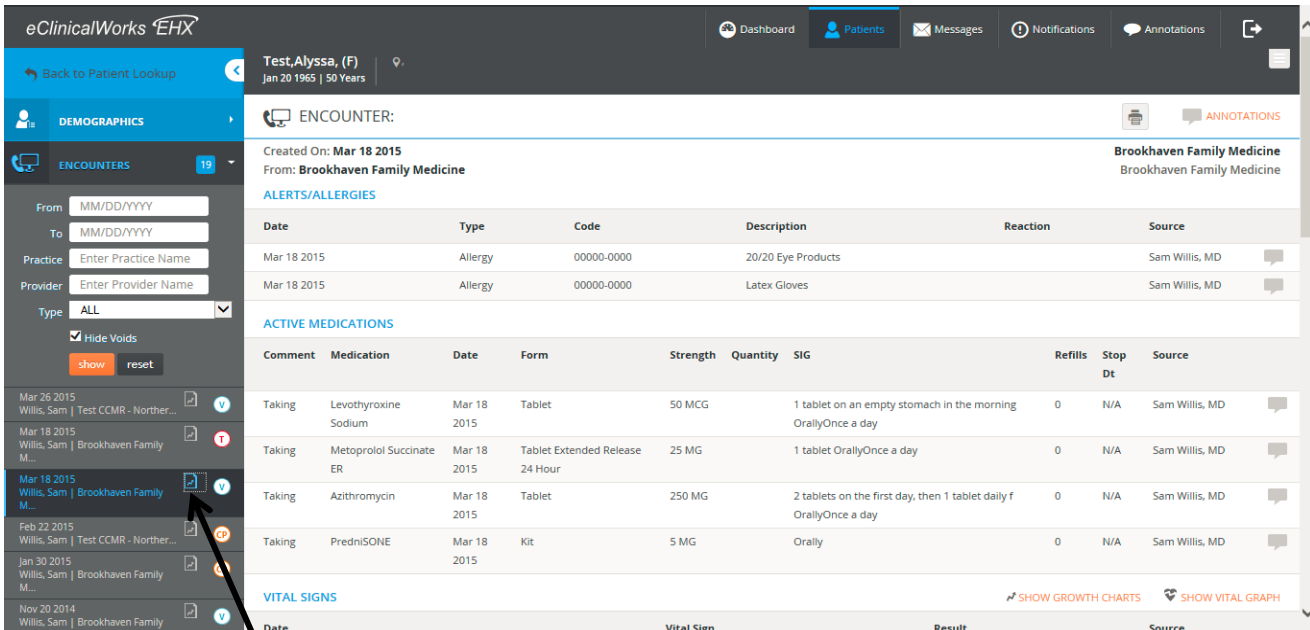 eClinicalWorks EHX
Dashboard
Patients
Messages
Notifications
Annotations
Back to Patient Lookup
Test,Alyssa, (F)
Jan 20 1965 | 50 Years
DEMOGRAPHICS
ENCOUNTERS 19
From MM/DD/YYYY
To MM/DD/YYYY
Practice Enter Practice Name
Provider Enter Provider Name
Type ALL
Hide Voids
show reset
Mar 26 2015
Willis, Sam | Test CCMR - Norther...
V
Mar 18 2015
Willis, Sam | Brookhaven Family
M...
T
Mar 18 2015
Willis, Sam | Brookhaven Family
M...
V
Feb 22 2015
Willis, Sam | Test CCMR - Norther...
CP
Jan 30 2015
Willis, Sam | Brookhaven Family
M...
Nov 20 2014
Willis, Sam | Brookhaven Family
V
ENCOUNTER:
ANNOTATIONS
Created On: Mar 18 2015
From: Brookhaven Family Medicine
Brookhaven Family Medicine
Brookhaven Family Medicine
ALERTS/ALLERGIES
Date Type Code Description Reaction Source
Mar 18 2015 Allergy 00000-0000 20/20 Eye Products Sam Willis, MD
Mar 18 2015 Allergy 00000-0000 Latex Gloves Sam Willis, MD
ACTIVE MEDICATIONS
Comment Medication Date Form Strength Quantity SIG Refills Stop Source
Dt
Taking Levothyroxine Mar 18 Tablet 50 MCG 1 tablet on an empty stomach in the morning 0 N/A Sam Willis, MD
Sodium 2015 OrallyOnce a day
Taking Metoprolol Succinate Mar 18 Tablet Extended Release 25 MG 1 tablet OrallyOnce a day 0 N/A Sam Willis, MD
ER 2015 24 Hour
Taking Azithromycin Mar 18 Tablet 250 MG 2 tablets on the first day, then 1 tablet daily f 0 N/A Sam Willis, MD
2015 OrallyOnce a day
Taking PredniSONE Mar 18 Kit 5 MG Orally 0 N/A Sam Willis, MD
2015
VITAL SIGNS
SHOW GROWTH CHARTS
SHOW VITAL GRAPH
Date Vital Sign Result Source